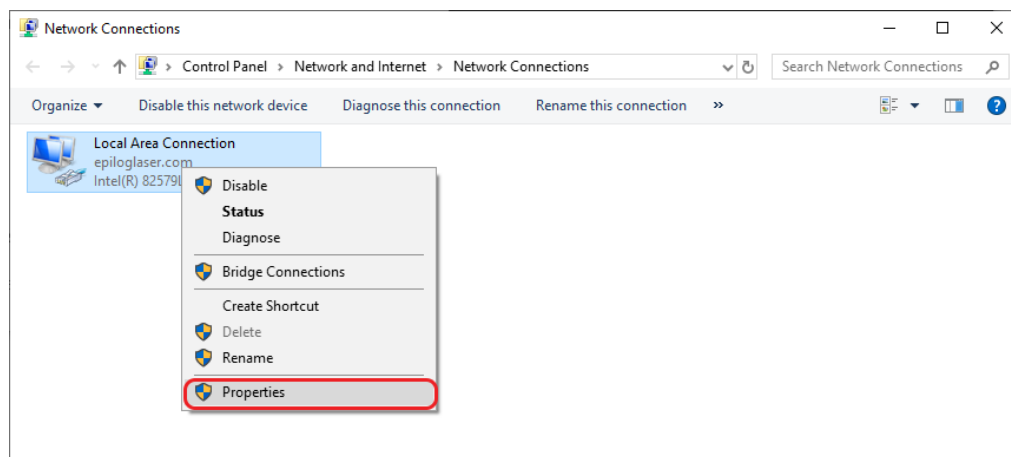 Network Connections
Control Panel > Network and Internet > Network Connections
Search Network Connections
Organize Disable this network device Diagnose this connection Rename this connection »
Local Area Connection
epiloglaser.com
Intel(R) 82579
Disable
Status
Diagnose
Bridge Connections
Create Shortcut
Delete
Rename
Properties